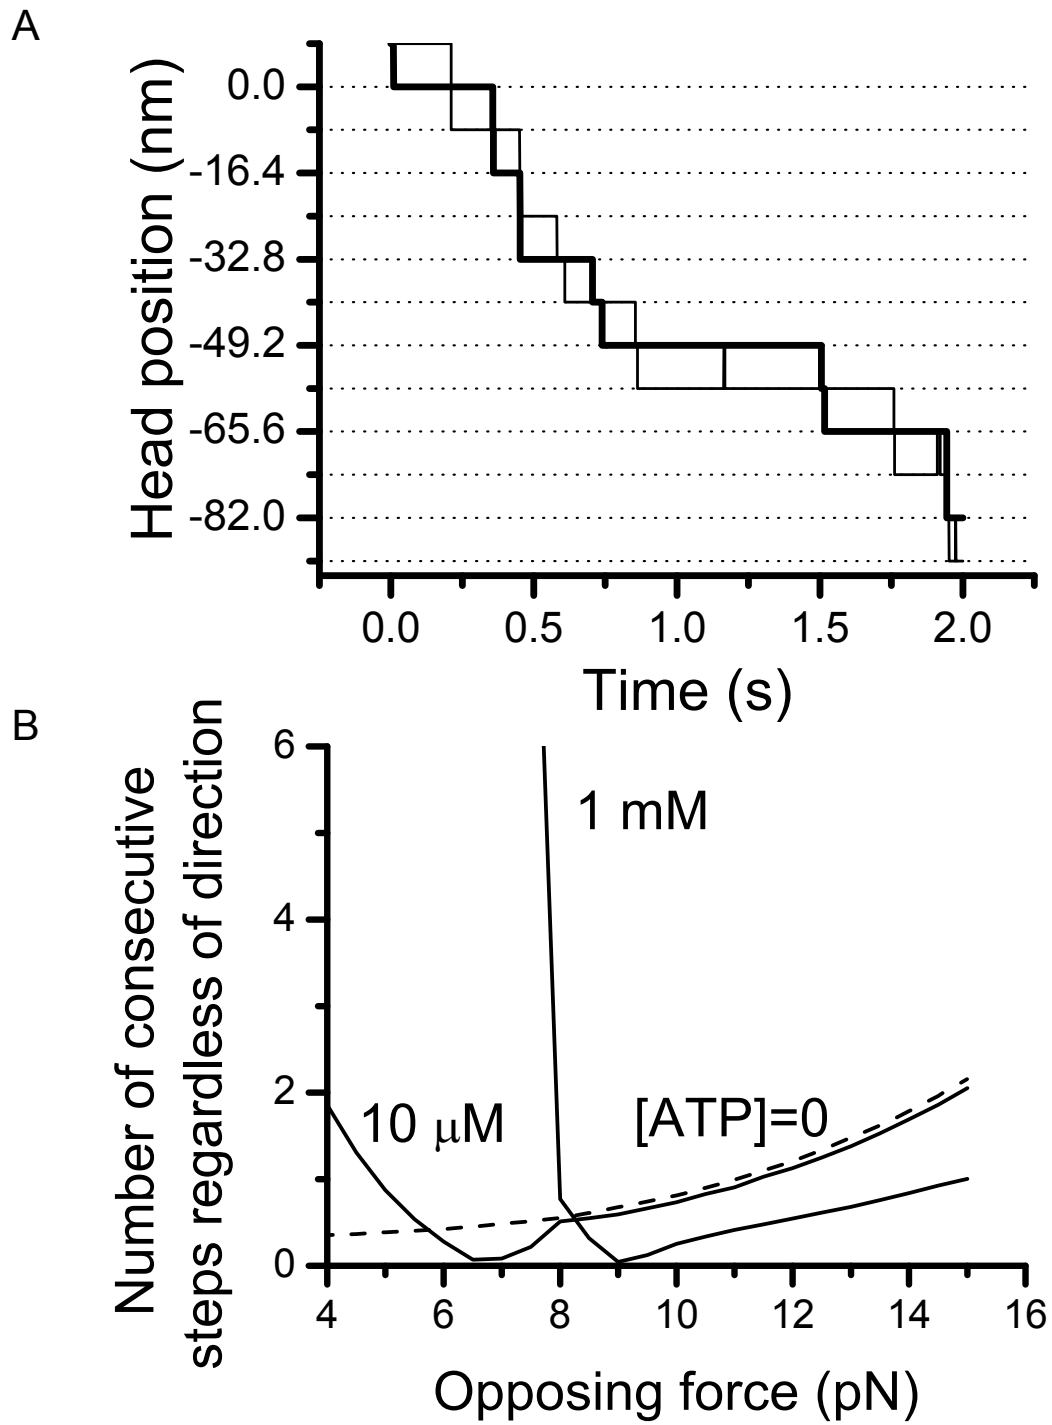 A
Head position (nm)
0.0
-16.4
-32.8
-49.2
-65.6
-82.0
0.0 0.5 1.0 1.5 2.0
Time (s)
B
Number of consecutive
steps regardless of direction
6
4
2
0
1 mM
10 μM
[ATP]=0
4 6 8 10 12 14 16
Opposing force (pN)